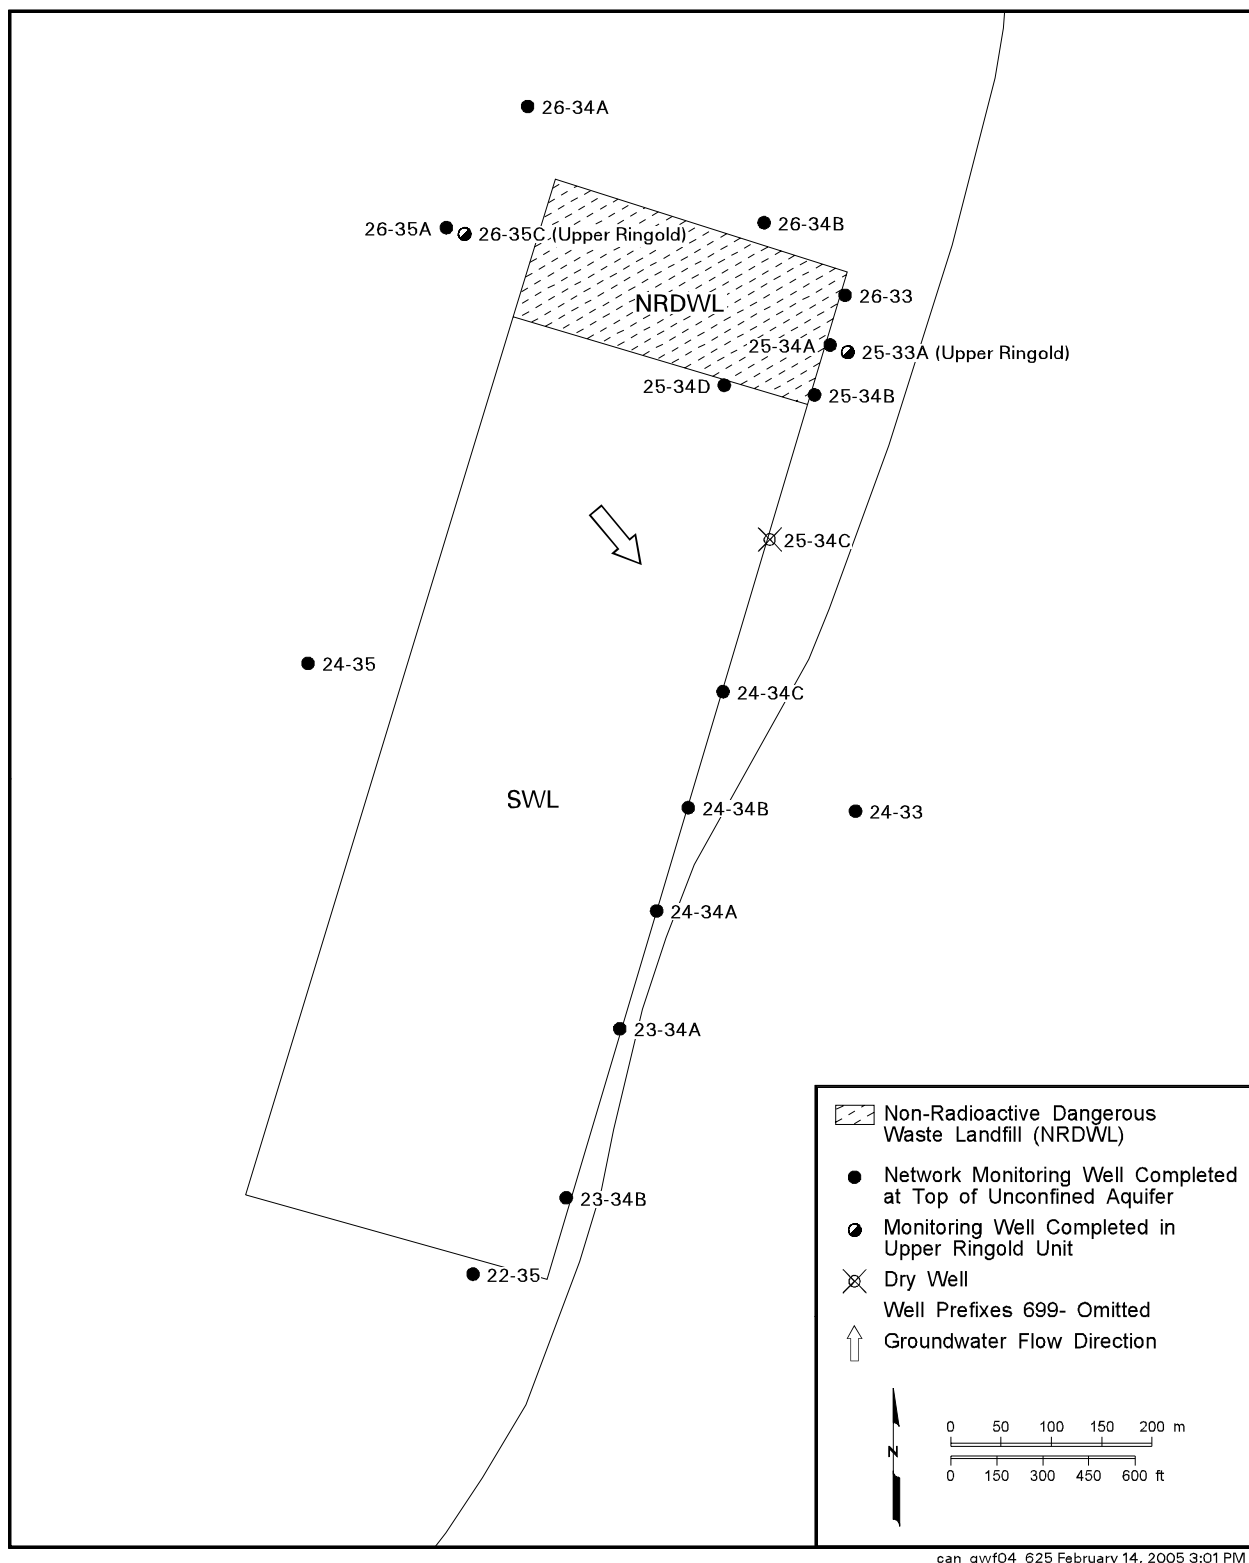 26-34A
26-35A
26-35C (Upper Ringold)
26-34B
NRDWL
26-33
25-34A
25-33A (Upper Ringold)
25-34D
25-34B
25-34C
24-35
24-34C
SWL
24-34B
24-33
24-34A
23-34A
23-34B
22-35
Non-Radioactive Dangerous
Waste Landfill (NRDWL)
Network Monitoring Well Completed
at Top of Unconfined Aquifer
Monitoring Well Completed in
Upper Ringold Unit
Dry Well
Well Prefixes 699- Omitted
Groundwater Flow Direction
N
0 50 100 150 200 m
0 150 300 450 600 ft
can_gwf04_625 February 14, 2005 3:01 PM